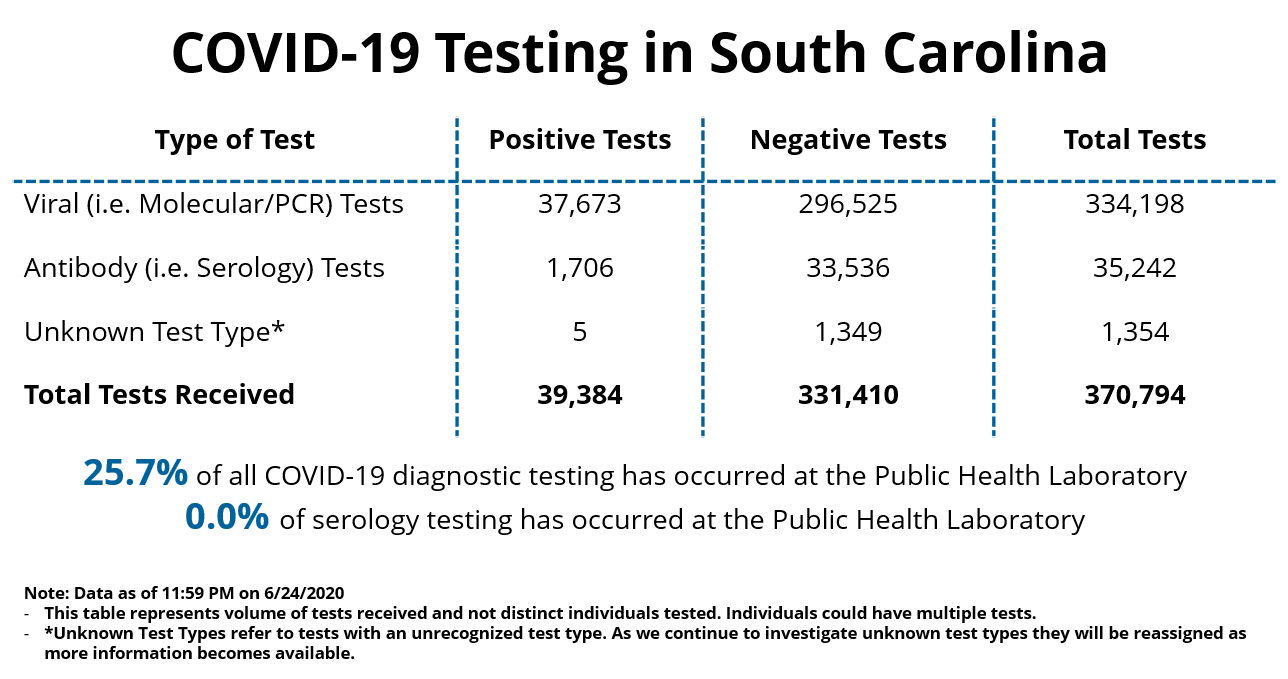 COVID-19 Testing in South Carolina
Type of Test Positive Tests Negative Tests Total Tests
Viral (i.e. Molecular/PCR) Tests 37,673 296,525 334,198
Antibody (i.e. Serology) Tests 1,706 33,536 35,242
Unknown Test Type* 5 1,349 1,354
Total Tests Received 39,384 331,410 370,794
25.7% of all COVID-19 diagnostic testing has occurred at the Public Health Laboratory
0.0% of serology testing has occurred at the Public Health Laboratory
Note: Data as of 11:59 PM on 6/24/2020
- This table represents volume of tests received and not distinct individuals tested. Individuals could have multiple tests.
- *Unknown Test Types refer to tests with an unrecognized test type. As we continue to investigate unknown test types they will be reassigned as
more information becomes available.